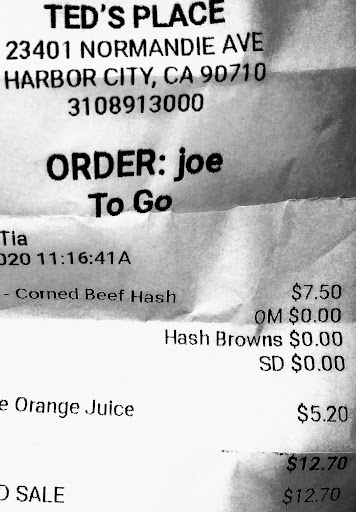 TED'S PLACE
23401 NORMANDIE AVE
HARBOR CITY, CA 90710
3108913000
ORDER: joe
To Go
Tia
020 11:16:41A
- Corned Beef Hash $7.50
OM $0.00
Hash Browns $0.00
SD $0.00
e Orange Juice $5.20
$12.70
D SALE $12.70